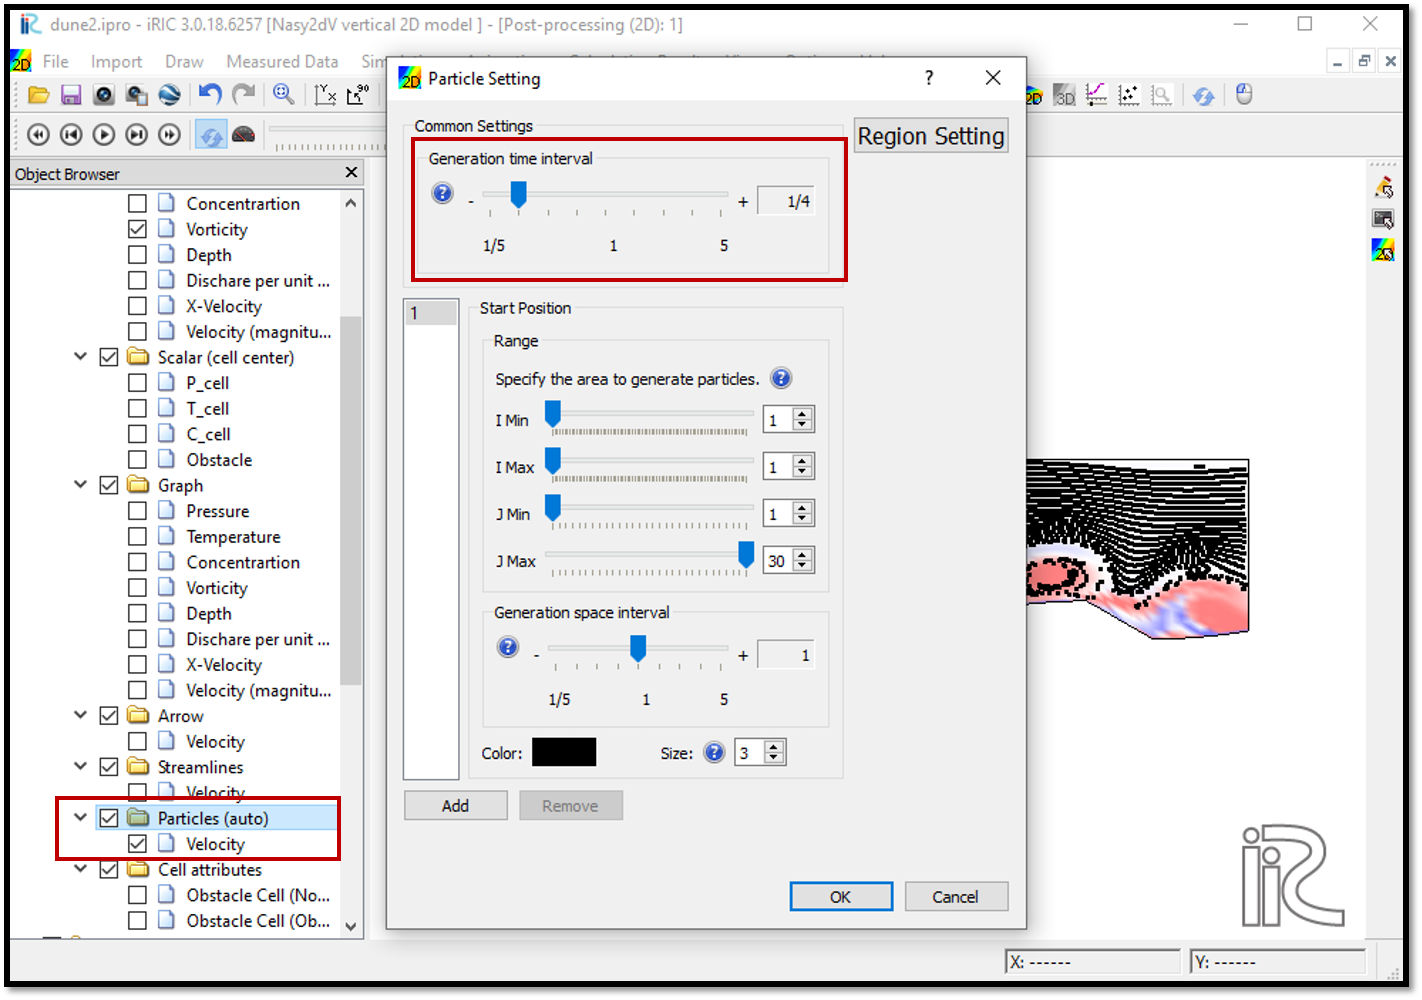 dune2.ipro - iRIC 3.0.18.6257 [Nasy2dV vertical 2D model ] - [Post-processing (2D): 1]
File Import Draw Measured Data
Particle Setting ?
Object Browser
Concentrartion
Vorticity
Depth
Dischare per unit ...
X-Velocity
Velocity (magnitu...
Scalar (cell center)
P_cell
T_cell
C_cell
Obstacle
Graph
Pressure
Temperature
Concentrartion
Vorticity
Depth
Dischare per unit ...
X-Velocity
Velocity (magnitu...
Arrow
Velocity
Streamlines
Velocity
Particles (auto)
Velocity
Cell attributes
Obstacle Cell (No...
Obstacle Cell (Ob...
Common Settings
Region Setting
Generation time interval
- + 1/4
1/5 1 5
1
Start Position
Range
Specify the area to generate particles.
I Min 1
I Max 1
J Min 1
J Max 30
Generation space interval
- + 1
1/5 1 5
Color: Size: 3
Add Remove
OK Cancel
iRIC
X: ------ Y: ------